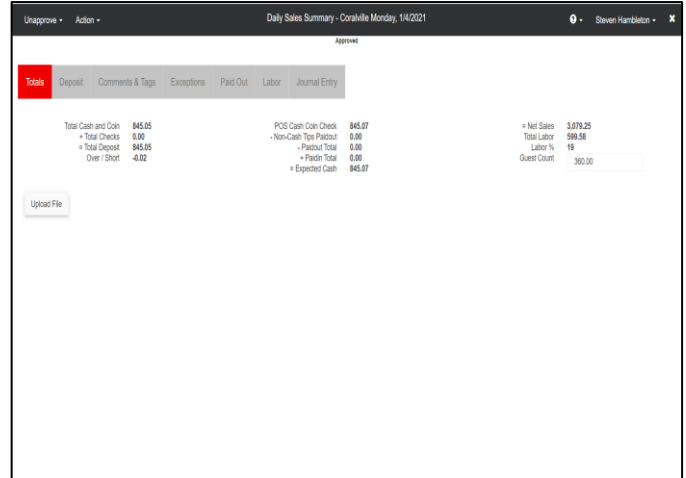 Unapprove Action Daily Sales Summary - Coralville Monday, 1/4/2021 ? Steven Hambleton ✖
Approved
Totals Deposit Comments & Tags Exceptions Paid Out Labor Journal Entry
Total Cash and Coin 845.05 POS Cash Coin Check 845.07 = Net Sales 3,079.25
+ Total Checks 0.00 - Non-Cash Tips Paidout 0.00 Total Labor 599.58
= Total Deposit 845.05 - Paidout Total 0.00 Labor % 19
Over / Short -0.02 + Paidin Total 0.00 Guest Count 360.00
= Expected Cash 845.07
Upload File